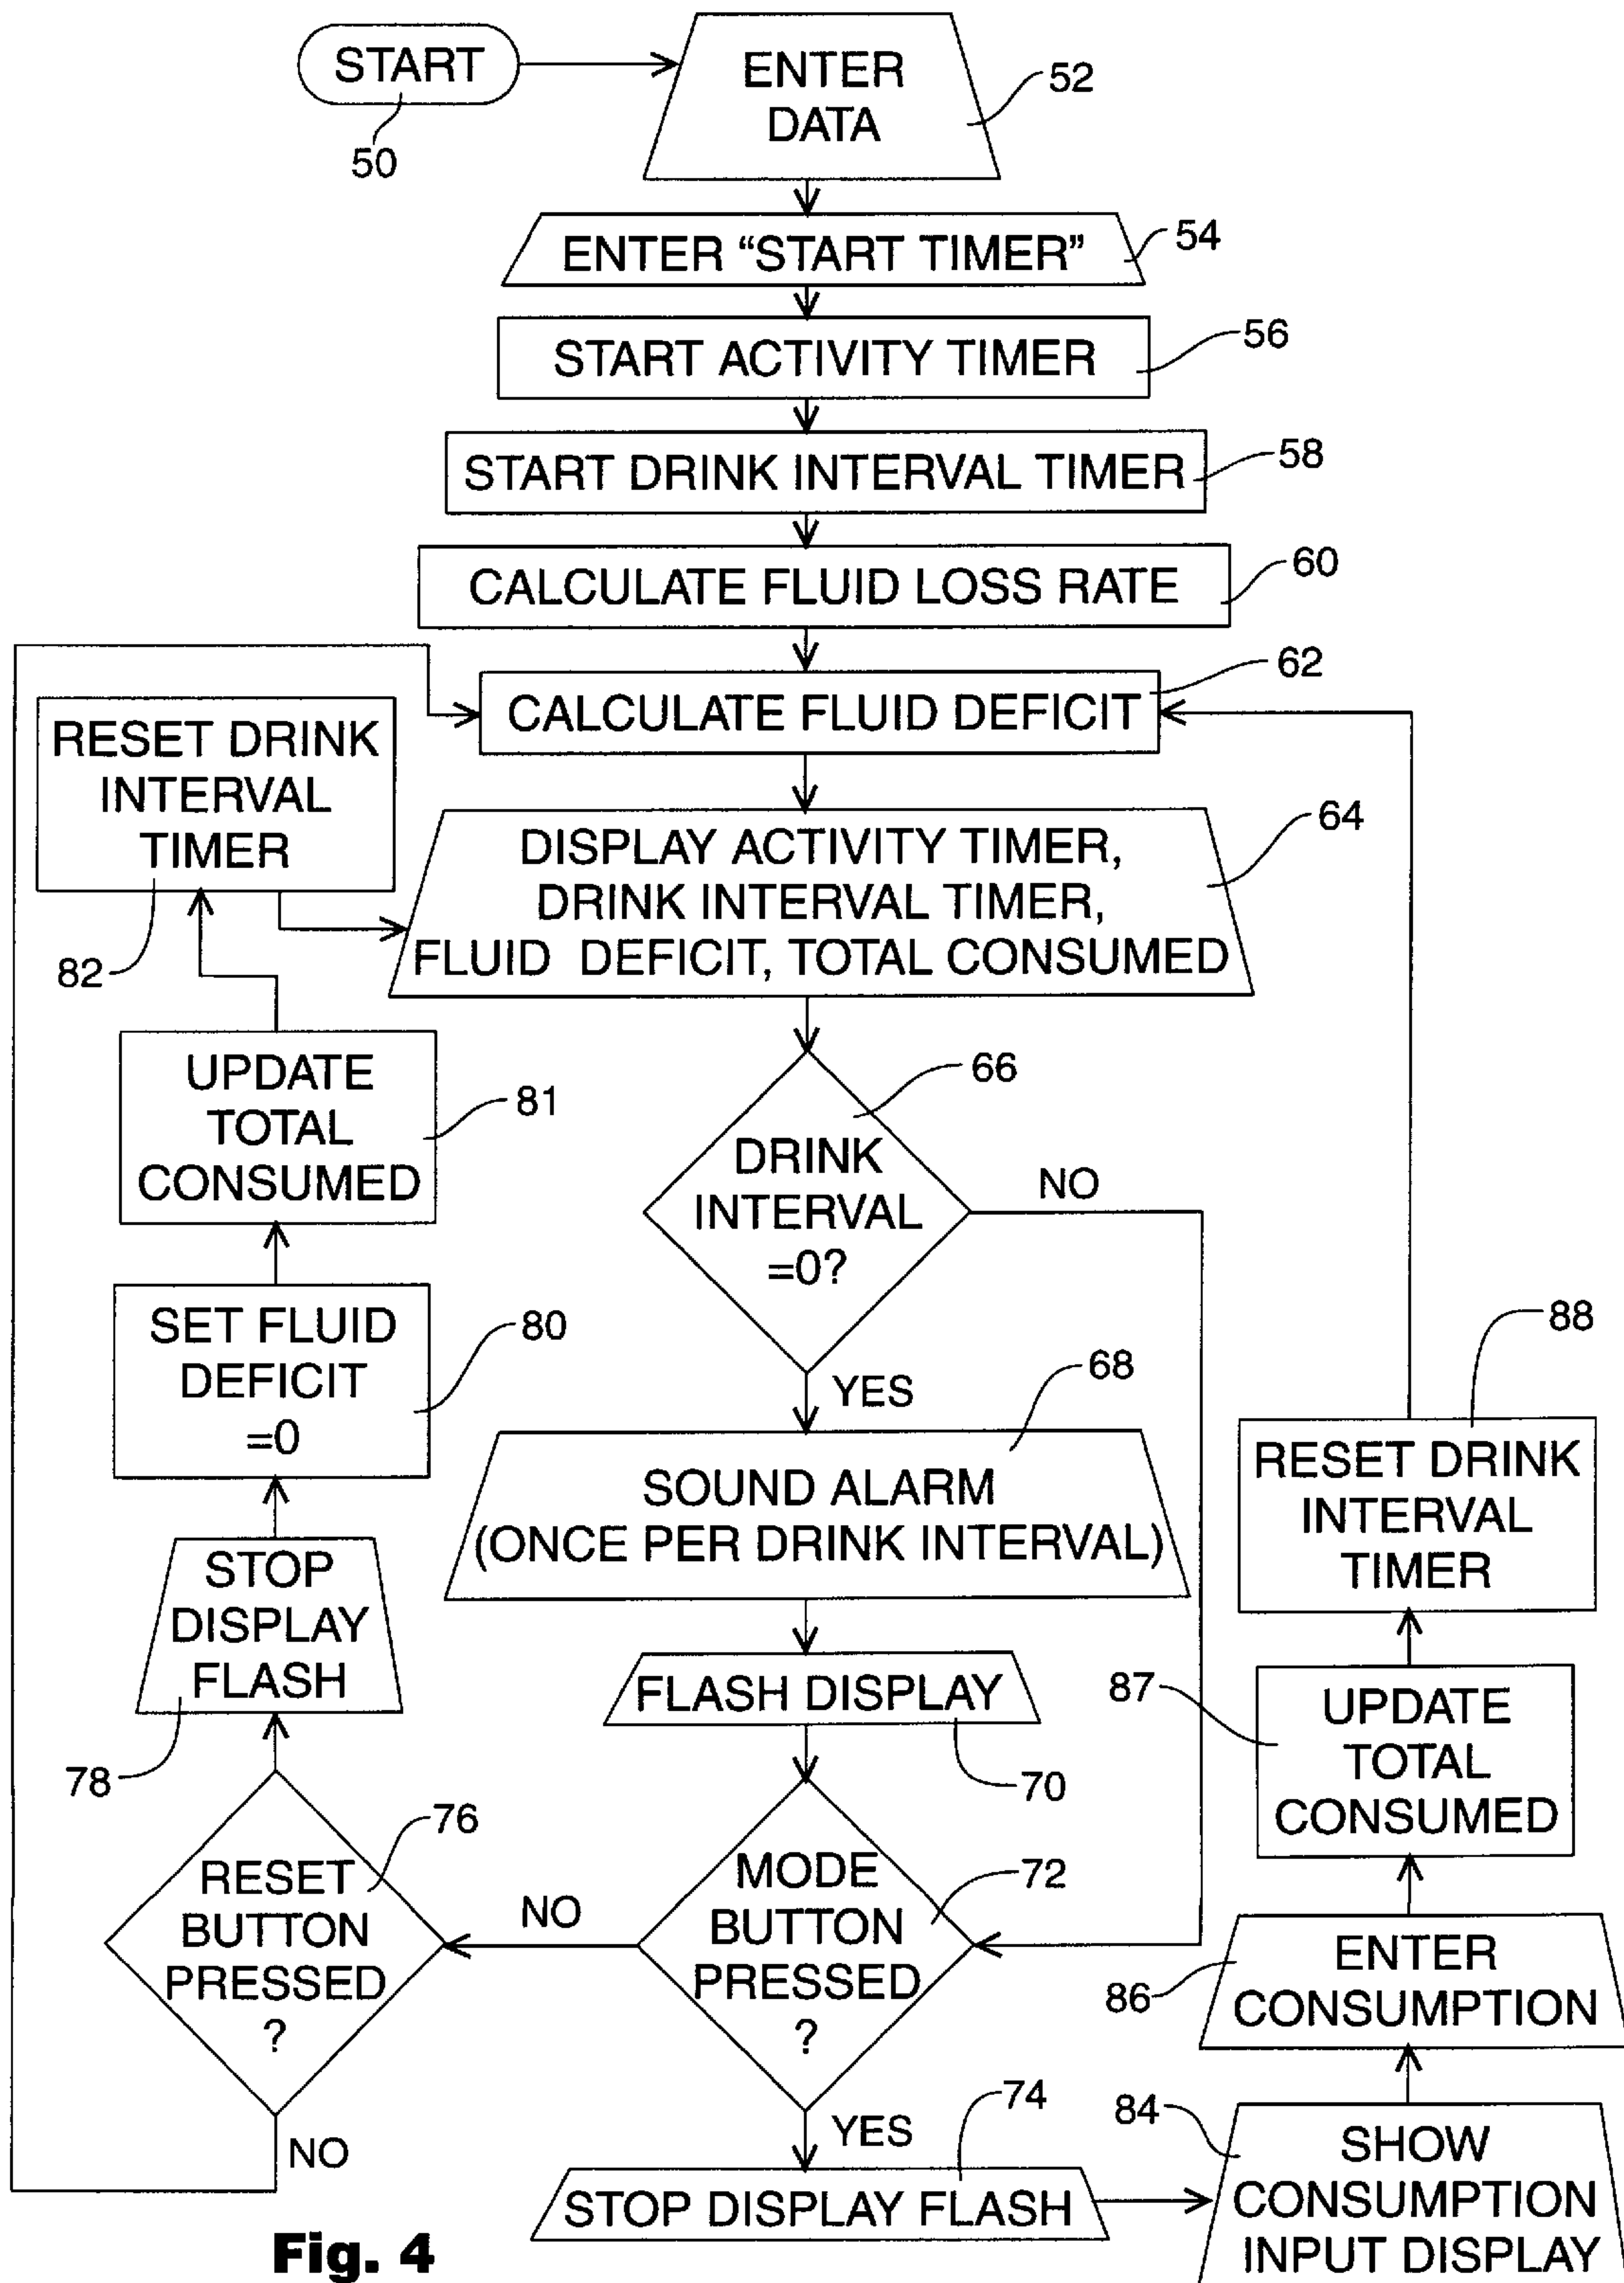 START
50
ENTER
DATA
52
ENTER “START TIMER”
54
START ACTIVITY TIMER
56
START DRINK INTERVAL TIMER
58
CALCULATE FLUID LOSS RATE
60
CALCULATE FLUID DEFICIT
62
DISPLAY ACTIVITY TIMER,
DRINK INTERVAL TIMER,
FLUID DEFICIT, TOTAL CONSUMED
64
DRINK
INTERVAL
=0?
66
NO
YES
SOUND ALARM
(ONCE PER DRINK INTERVAL)
68
FLASH DISPLAY
70
MODE
BUTTON
PRESSED
?
72
NO
YES
STOP DISPLAY FLASH
74
RESET
BUTTON
PRESSED
?
76
NO
STOP
DISPLAY
FLASH
78
SET FLUID
DEFICIT
=0
80
UPDATE
TOTAL
CONSUMED
81
RESET DRINK
INTERVAL
TIMER
82
SHOW
CONSUMPTION
INPUT DISPLAY
84
ENTER
CONSUMPTION
86
UPDATE
TOTAL
CONSUMED
87
RESET DRINK
INTERVAL
TIMER
88
Fig. 4